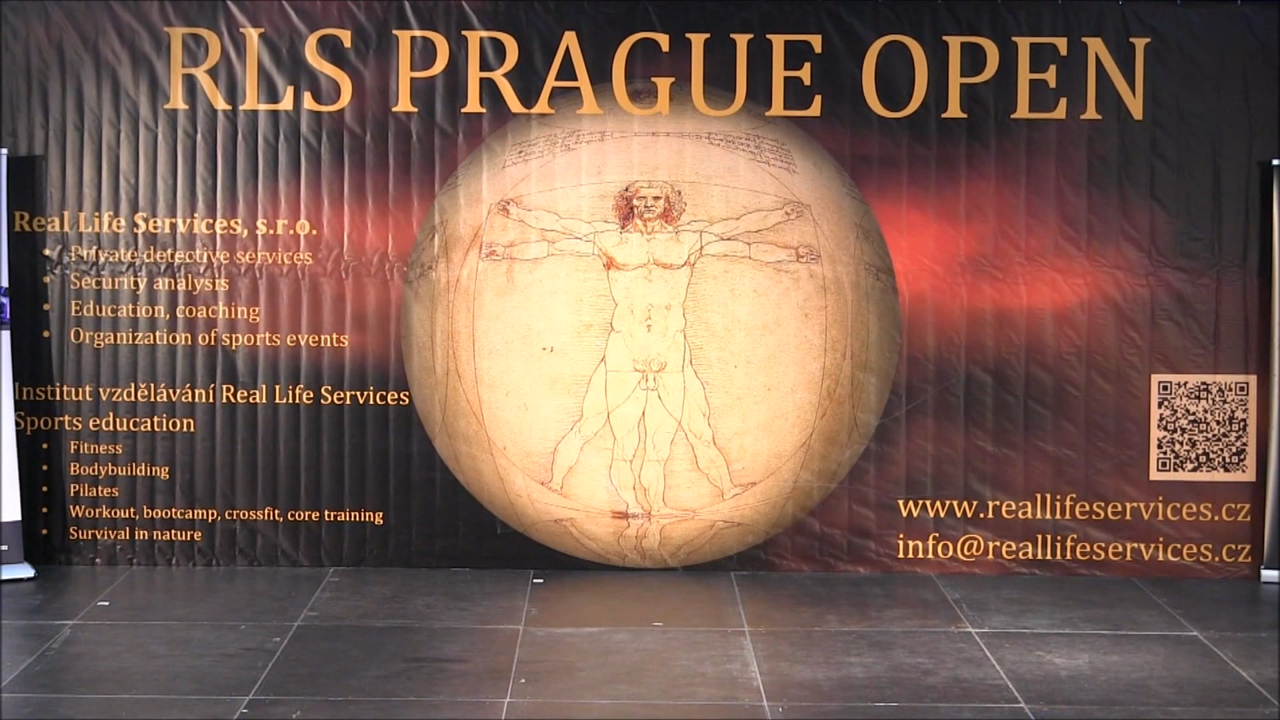 RLS PRAGUE OPEN
Real Life Services, s.r.o.
• Private detective services
• Security analysis
• Education, coaching
• Organization of sports events
Institut vzdělávání Real Life Services
Sports education
• Fitness
• Bodybuilding
• Pilates
• Workout, bootcamp, crossfit, core training
• Survival in nature
www.reallifeservices.cz
info@reallifeservices.cz